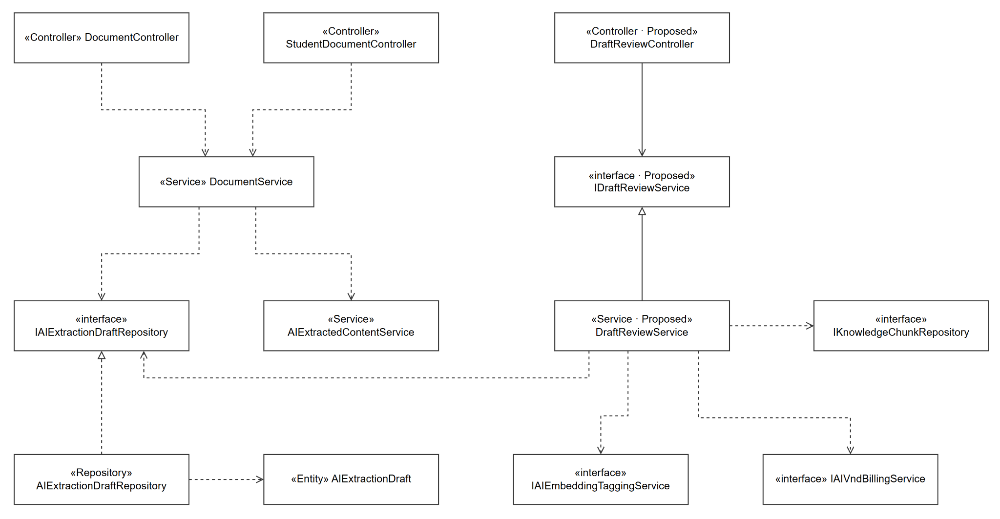 «Controller» DocumentController
«Controller»
StudentDocumentController
«Controller · Proposed»
DraftReviewController
«Service» DocumentService
«interface · Proposed»
IDraftReviewService
«interface»
IAIExtractionDraftRepository
«Service»
AIExtractedContentService
«Service · Proposed»
DraftReviewService
«interface»
IKnowledgeChunkRepository
«Repository»
AIExtractionDraftRepository
«Entity» AIExtractionDraft
«interface»
IAIEmbeddingTaggingService
«interface» IAIVndBillingService